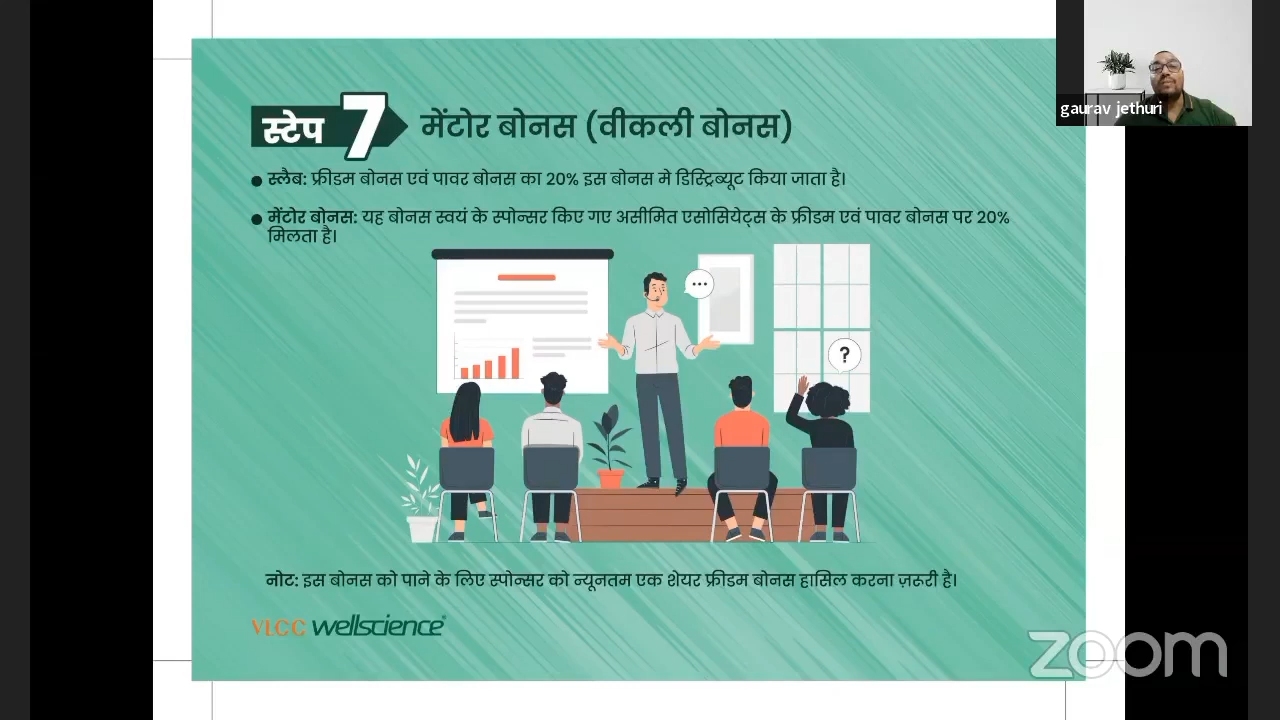 gaurav jethuri
स्टेप 7 मेंटोर बोनस (वीकली बोनस)
स्लैब: फ्रीडम बोनस एवं पावर बोनस का 20% इस बोनस मे डिस्ट्रिब्यूट किया जाता है।
मेंटोर बोनस: यह बोनस स्वयं के स्पोन्सर किए गए असीमित एसोसियेट्स के फ्रीडम एवं पावर बोनस पर 20%
मिलता है।
?
नोट: इस बोनस को पाने के लिए स्पोन्सर को न्यूनतम एक शेयर फ्रीडम बोनस हासिल करना ज़रूरी है।
VLCC wellscience
zoom